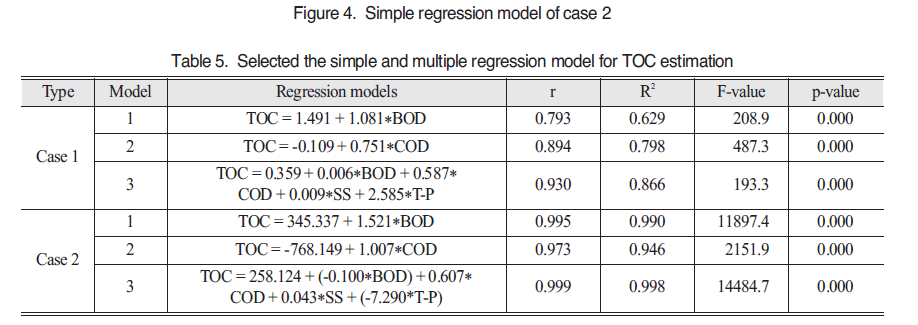 Figure 4. Simple regression model of case 2
Table 5. Selected the simple and multiple regression model for TOC estimation
Type Model Regression models r R² F-value p-value
Case 1
1 TOC = 1.491 + 1.081*BOD 0.793 0.629 208.9 0.000
2 TOC = -0.109 + 0.751*COD 0.894 0.798 487.3 0.000
3 TOC = 0.359 + 0.006*BOD + 0.587*
COD + 0.009*SS + 2.585*T-P 0.930 0.866 193.3 0.000
Case 2
1 TOC = 345.337 + 1.521*BOD 0.995 0.990 11897.4 0.000
2 TOC = -768.149 + 1.007*COD 0.973 0.946 2151.9 0.000
3 TOC = 258.124 + (-0.100*BOD) + 0.607*
COD + 0.043*SS + (-7.290*T-P) 0.999 0.998 14484.7 0.000